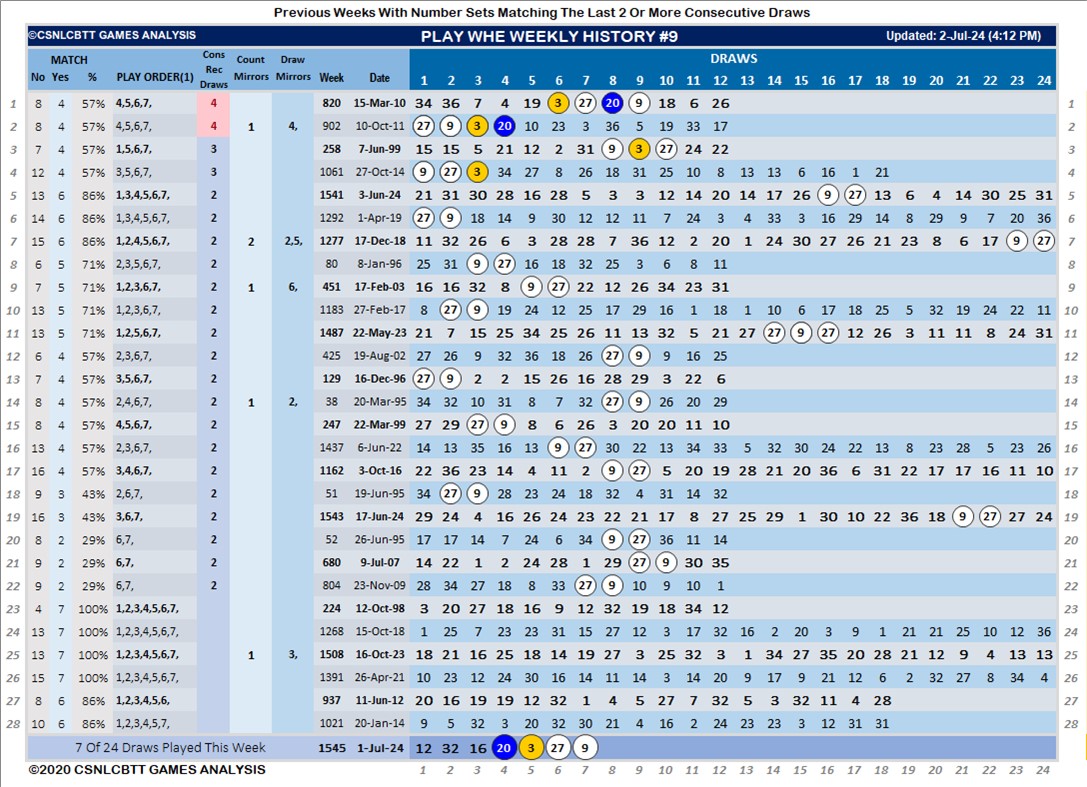 Previous Weeks With Number Sets Matching The Last 2 Or More Consecutive Draws
©CSNLCBTT GAMES ANALYSIS PLAY WHE WEEKLY HISTORY #9 Updated: 2-Jul-24 (4:12 PM)
MATCH Cons Rec Draws Count Mirrors Draw Mirrors DRAWS
No Yes % PLAY ORDER(1) Week Date 1 2 3 4 5 6 7 8 9 10 11 12 13 14 15 16 17 18 19 20 21 22 23 24
1 8 4 57% 4,5,6,7, 4 820 15-Mar-10 34 36 7 4 19 3 27 20 9 18 6 26 1
2 8 4 57% 4,5,6,7, 4 1 4, 902 10-Oct-11 27 9 3 20 10 23 3 36 5 19 33 17 2
3 7 4 57% 1,5,6,7, 3 258 7-Jun-99 15 15 5 21 12 2 31 9 3 27 24 22 3
4 12 4 57% 3,5,6,7, 3 1061 27-Oct-14 9 27 3 34 27 8 26 18 31 25 10 8 13 13 6 16 1 21 4
5 13 6 86% 1,3,4,5,6,7, 2 1541 3-Jun-24 21 31 30 28 16 28 5 3 3 12 14 20 14 17 26 9 27 13 6 4 14 30 25 31 5
6 14 6 86% 1,3,4,5,6,7, 2 1292 1-Apr-19 27 9 18 14 9 30 12 12 11 7 24 3 4 33 3 16 29 14 8 29 9 7 20 36 6
7 15 6 86% 1,2,4,5,6,7, 2 2 2,5, 1277 17-Dec-18 11 32 26 6 3 28 28 7 36 12 2 20 1 24 30 27 26 21 23 8 6 17 9 27 7
8 6 5 71% 2,3,5,6,7, 2 80 8-Jan-96 25 31 9 27 16 18 32 25 3 6 8 11 8
9 7 5 71% 1,2,3,6,7, 2 1 6, 451 17-Feb-03 16 16 32 8 9 27 22 12 26 34 23 31 9
10 13 5 71% 1,2,3,6,7, 2 1183 27-Feb-17 8 27 9 19 24 12 25 17 29 16 1 18 1 10 6 17 18 25 5 32 19 24 22 11 10
11 13 5 71% 1,2,5,6,7, 2 1487 22-May-23 21 7 15 25 34 25 26 11 13 32 5 21 13 27 9 27 12 26 3 11 11 8 24 31 11
12 6 4 57% 2,3,6,7, 2 425 19-Aug-02 27 26 9 32 36 18 26 27 9 9 16 25 12
13 7 4 57% 3,5,6,7, 2 129 16-Dec-96 27 9 2 2 15 26 16 28 29 3 22 6 13
14 8 4 57% 2,4,6,7, 2 1 2, 38 20-Mar-95 34 32 10 31 8 7 32 27 9 26 20 29 14
15 8 4 57% 4,5,6,7, 2 247 22-Mar-99 27 29 27 9 8 6 26 3 20 20 11 10 15
16 13 4 57% 2,3,6,7, 2 1437 6-Jun-22 14 13 35 16 13 9 27 30 22 13 34 33 5 32 30 24 22 18 13 8 23 28 5 23 26 16
17 16 4 57% 3,4,6,7, 2 1162 3-Oct-16 22 36 23 14 4 11 2 9 27 5 20 19 28 21 20 36 6 31 22 17 17 16 11 10 17
18 9 3 43% 2,6,7, 2 51 19-Jun-95 34 27 9 28 23 24 18 32 4 31 14 32 18
19 16 3 43% 3,6,7, 2 1543 17-Jun-24 29 24 4 16 26 24 23 22 21 17 8 27 25 29 1 30 10 22 36 18 9 27 27 24 19
20 8 2 29% 6,7, 2 52 26-Jun-95 17 17 14 7 24 6 34 9 27 36 11 14 20
21 9 2 29% 6,7, 2 680 9-Jul-07 14 22 1 2 24 28 1 29 27 9 30 35 21
22 9 2 29% 6,7, 2 804 23-Nov-09 28 34 27 18 8 33 27 9 10 9 10 1 22
23 4 7 100% 1,2,3,4,5,6,7, 224 12-Oct-98 3 20 27 18 16 9 12 32 19 18 34 12 23
24 13 7 100% 1,2,3,4,5,6,7, 1268 15-Oct-18 1 25 7 23 23 31 15 27 12 3 17 32 16 2 20 3 9 1 21 21 25 10 12 36 24
25 13 7 100% 1,2,3,4,5,6,7, 1 3, 1508 16-Oct-23 18 21 16 25 18 14 19 27 3 25 32 3 1 34 27 35 20 28 21 12 9 4 13 13 25
26 15 7 100% 1,2,3,4,5,6,7, 1391 26-Apr-21 10 23 12 24 30 16 14 11 14 3 14 20 9 17 9 21 12 6 2 32 27 8 34 4 26
27 8 6 86% 1,2,3,4,5,6, 937 11-Jun-12 20 16 19 19 12 32 1 4 5 27 7 32 5 3 32 11 4 28 27
28 10 6 86% 1,2,3,4,5,7, 1021 20-Jan-14 9 5 32 3 20 32 30 21 4 16 2 24 23 23 3 12 31 31 28
7 Of 24 Draws Played This Week 1545 1-Jul-24 12 32 16 20 3 27 9
©2020 CSNLCBTT GAMES ANALYSIS 1 2 3 4 5 6 7 8 9 10 11 12 13 14 15 16 17 18 19 20 21 22 23 24